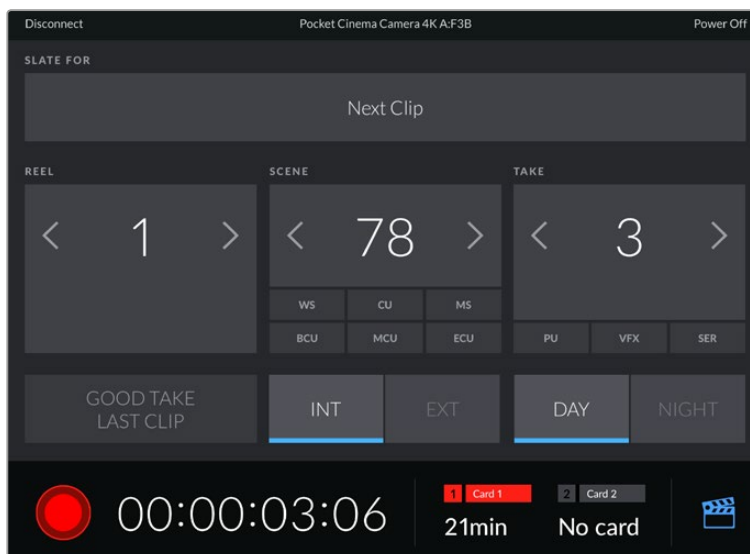 Disconnect Pocket Cinema Camera 4K A:F3B Power Off
SLATE FOR
Next Clip
REEL SCENE TAKE
1 78 3
WS CU MS
BCU MCU ECU PU VFX SER
GOOD TAKE
LAST CLIP
INT EXT DAY NIGHT
1 Card 1 2 Card 2
00:00:03:06 21min No card